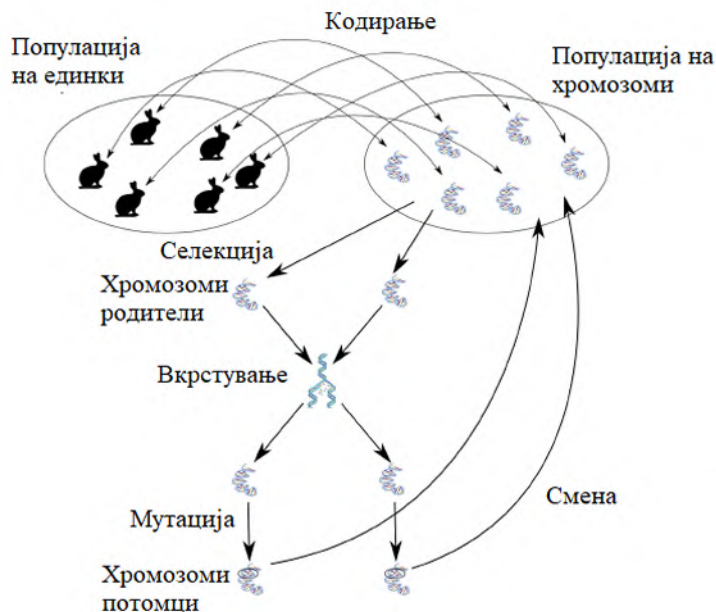 Кодирање
Популација
на единки
Популација на
хромозоми
Селекција
Хромозоми
родители
Вкрстување
Мутација
Смена
Хромозоми
потомци